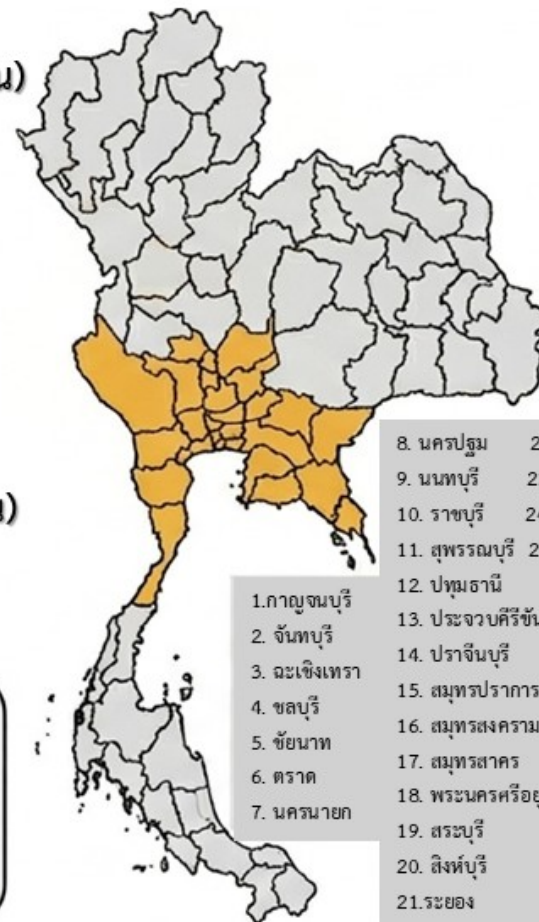 น)
1.กาญจนบุรี
2. จันทบุรี
3. ฉะเชิงเทรา
4. ชลบุรี
5. ชัยนาท
6. ตราด
7. นครนายก
8. นครปฐม 2
9. นนทบุรี 2
10. ราชบุรี 24
11. สุพรรณบุรี 2
12. ปทุมธานี
13. ประจวบคีรีขัน
14. ปราจีนบุรี
15. สมุทรปราการ
16. สมุทรสงคราม
17. สมุทรสาคร
18. พระนครศรีอยุ
19. สระบุรี
20. สิงห์บุรี
21.ระยอง